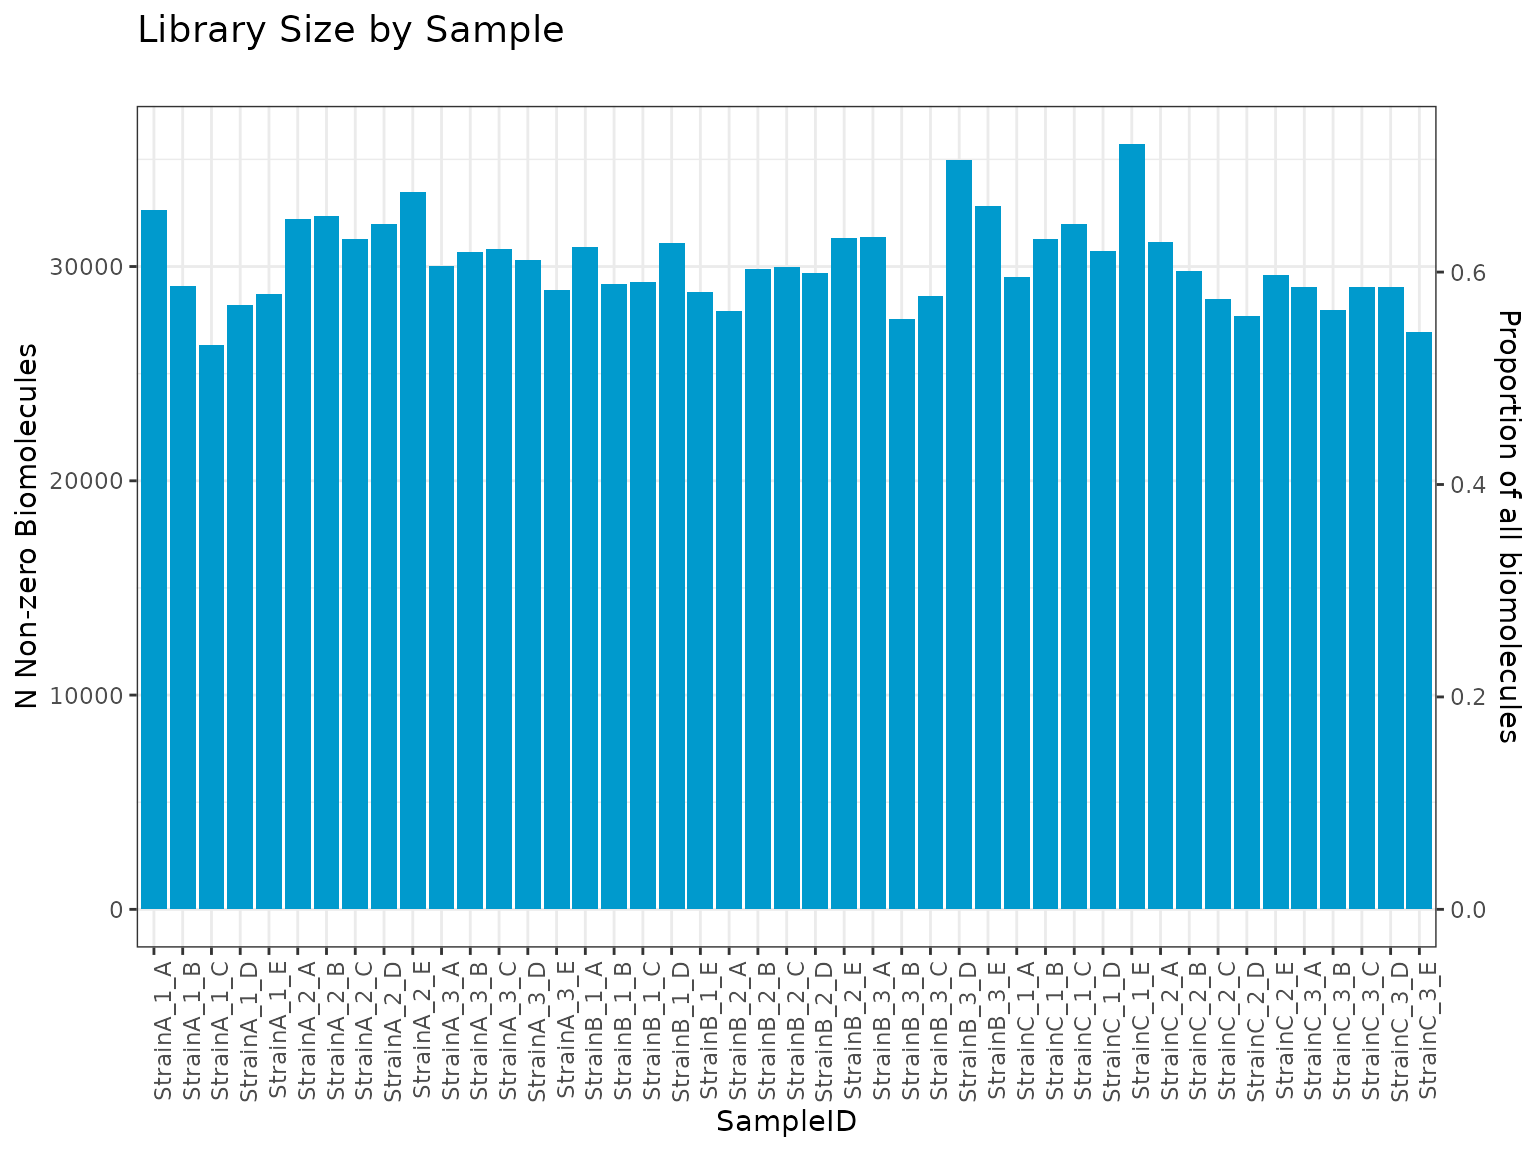 Library Size by Sample
N Non-zero Biomolecules
30000
20000
10000
0
0.6
0.4
0.2
0.0
Proportion of all biomolecules
StrainA_1_A
StrainA_1_B
StrainA_1_C
StrainA_1_D
StrainA_1_E
StrainA_2_A
StrainA_2_B
StrainA_2_C
StrainA_2_D
StrainA_2_E
StrainA_3_A
StrainA_3_B
StrainA_3_C
StrainA_3_D
StrainA_3_E
StrainB_1_A
StrainB_1_B
StrainB_1_C
StrainB_1_D
StrainB_1_E
StrainB_2_A
StrainB_2_B
StrainB_2_C
StrainB_2_D
StrainB_2_E
StrainB_3_A
StrainB_3_B
StrainB_3_C
StrainB_3_D
StrainB_3_E
StrainC_1_A
StrainC_1_B
StrainC_1_C
StrainC_1_D
StrainC_1_E
StrainC_2_A
StrainC_2_B
StrainC_2_C
StrainC_2_D
StrainC_2_E
StrainC_3_A
StrainC_3_B
StrainC_3_C
StrainC_3_D
StrainC_3_E
SampleID